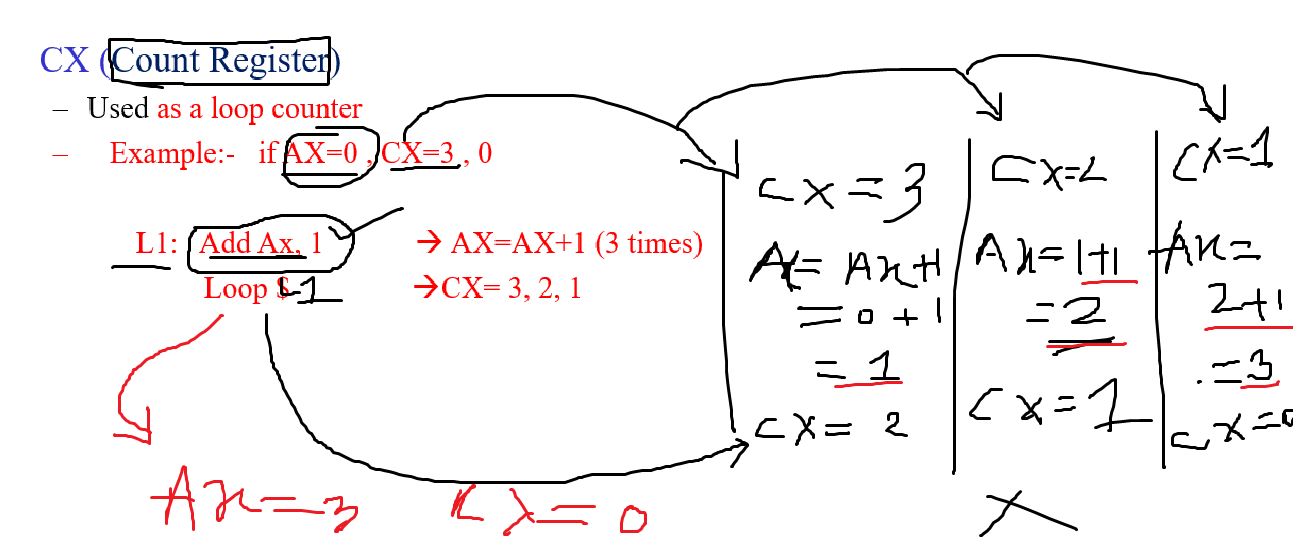 CX (Count Register)
– Used as a loop counter
– Example:- if AX=0 , CX=3 , 0
L1: Add Ax, 1 → AX=AX+1 (3 times)
Loop L1 → CX= 3, 2, 1
CX = 3
AX = AX+1
= 0 + 1
= 1
CX = 2
CX=2
AX=1+1
= 2
CX=1
CX=1
AX=
2+1
.=3
CX=0
AX=3 CX=0